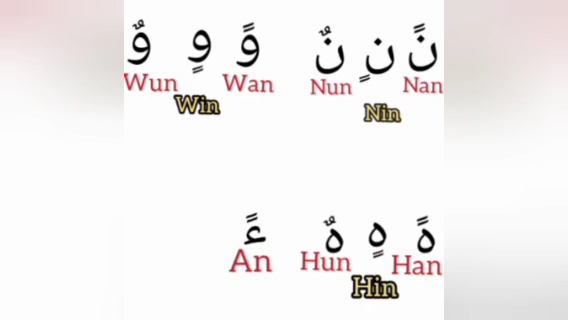 نً نٍ نٌ وً وٍ وٌ
Wun Win Wan Nun Nin Nan
هً هٍ هٌ ءً
An Hun Hin Han